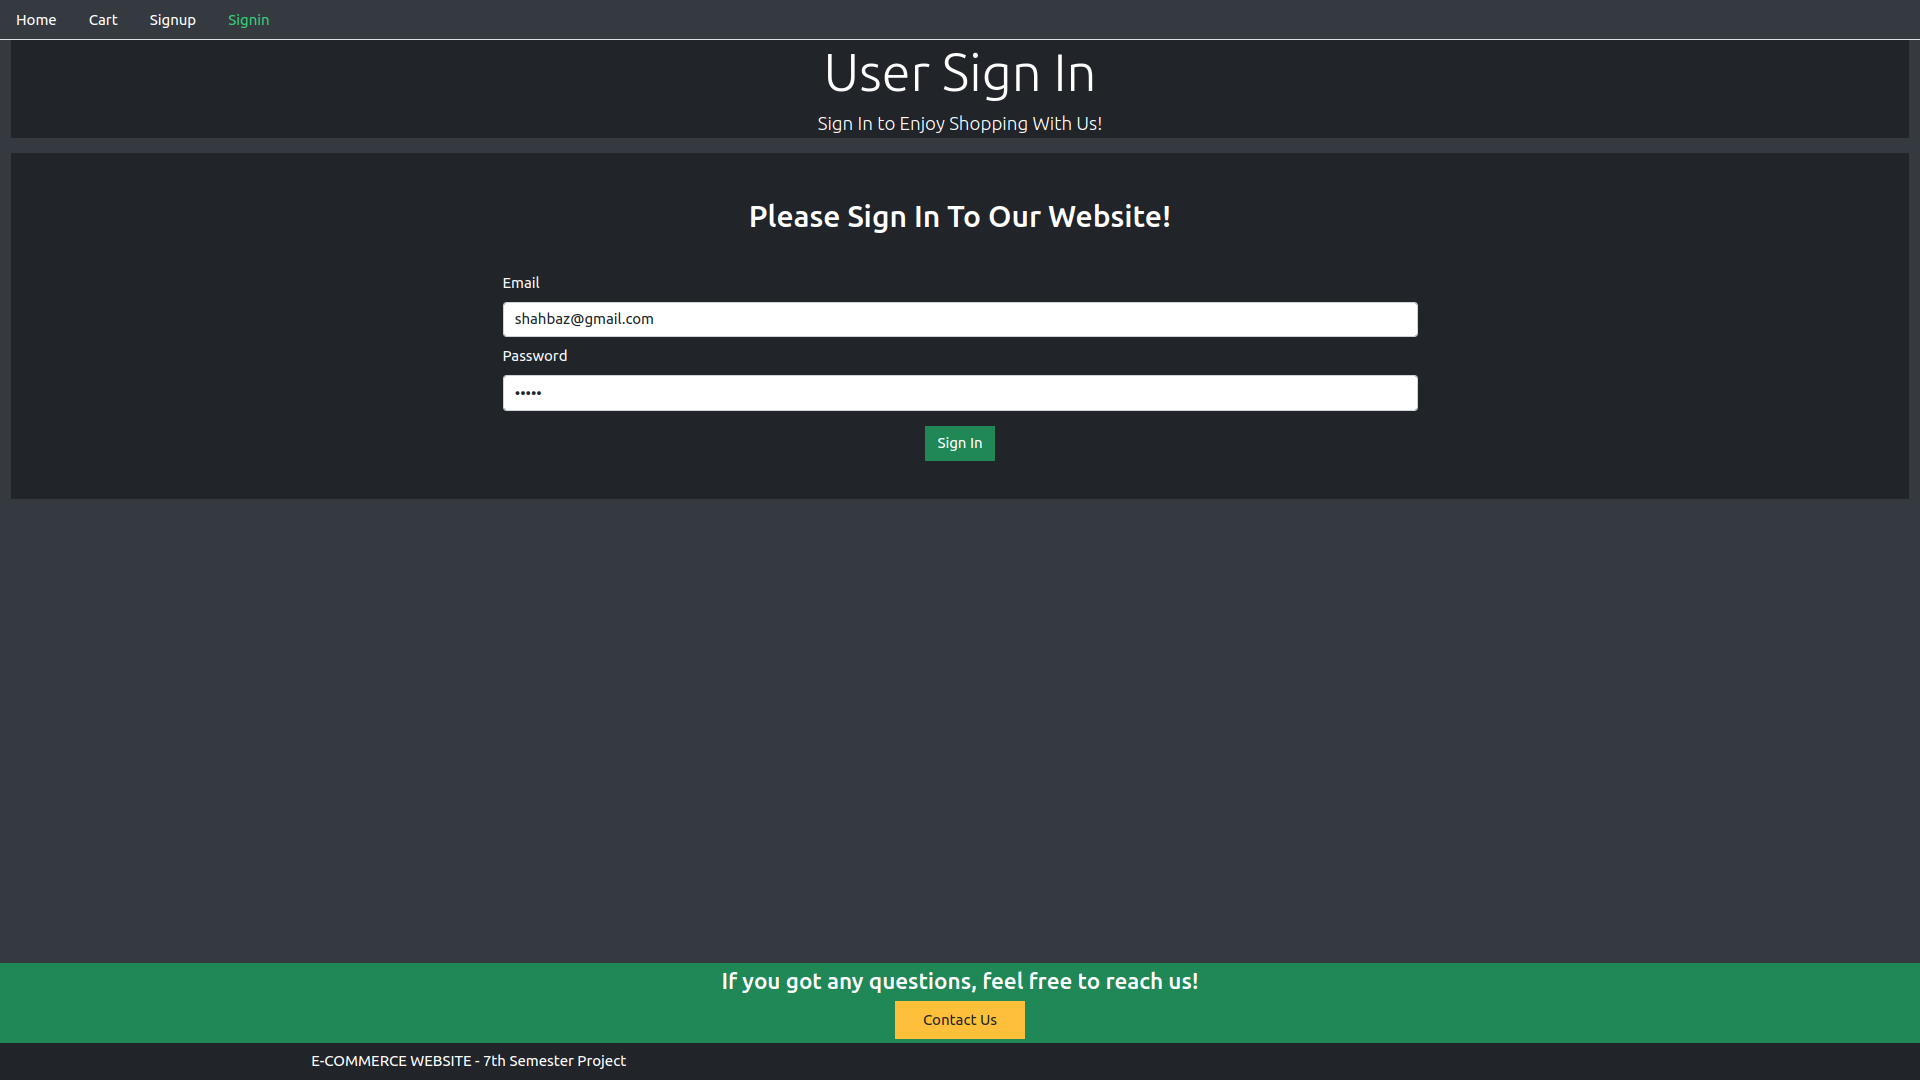 Home Cart Signup Signin
User Sign In
Sign In to Enjoy Shopping With Us!
Please Sign In To Our Website!
Email
shahbaz@gmail.com
Password
•••••
Sign In
If you got any questions, feel free to reach us!
Contact Us
E-COMMERCE WEBSITE - 7th Semester Project